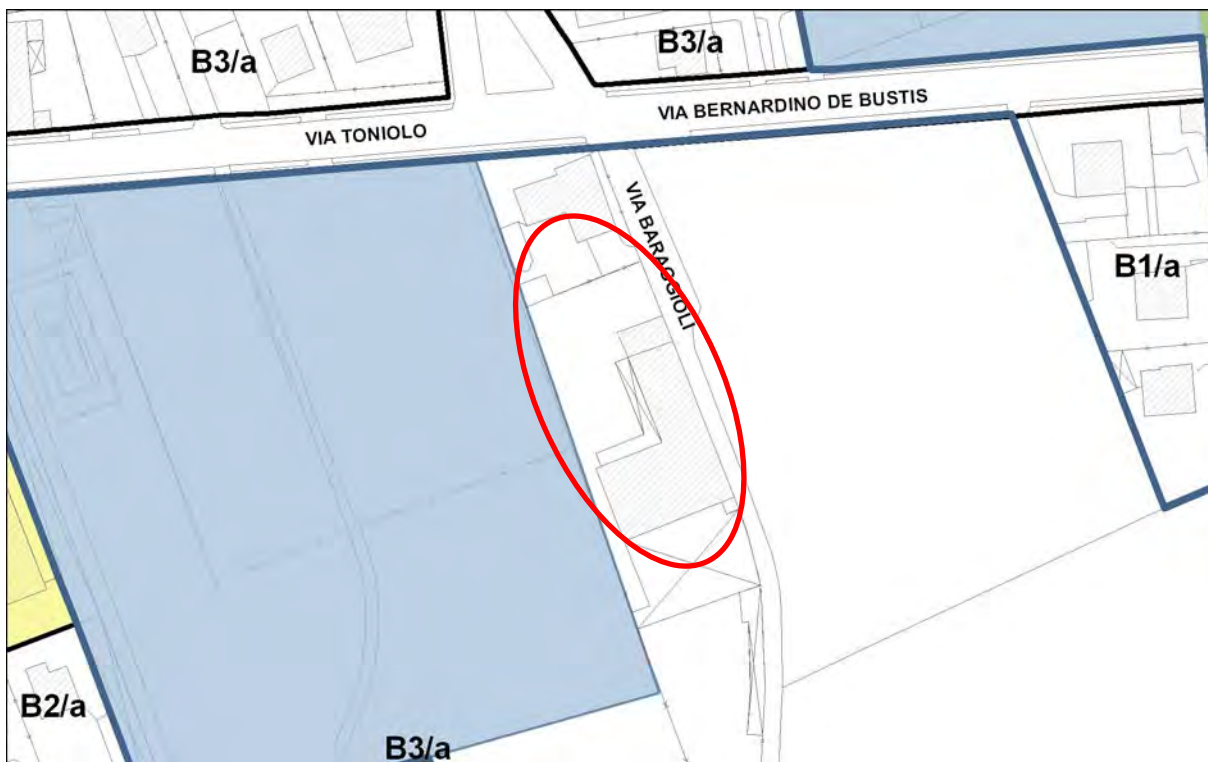 B3/a
B3/a
VIA BERNARDINO DE BUSTIS
VIA TONIOLO
VIA BARAGGIOLI
B1/a
B2/a
B3/a